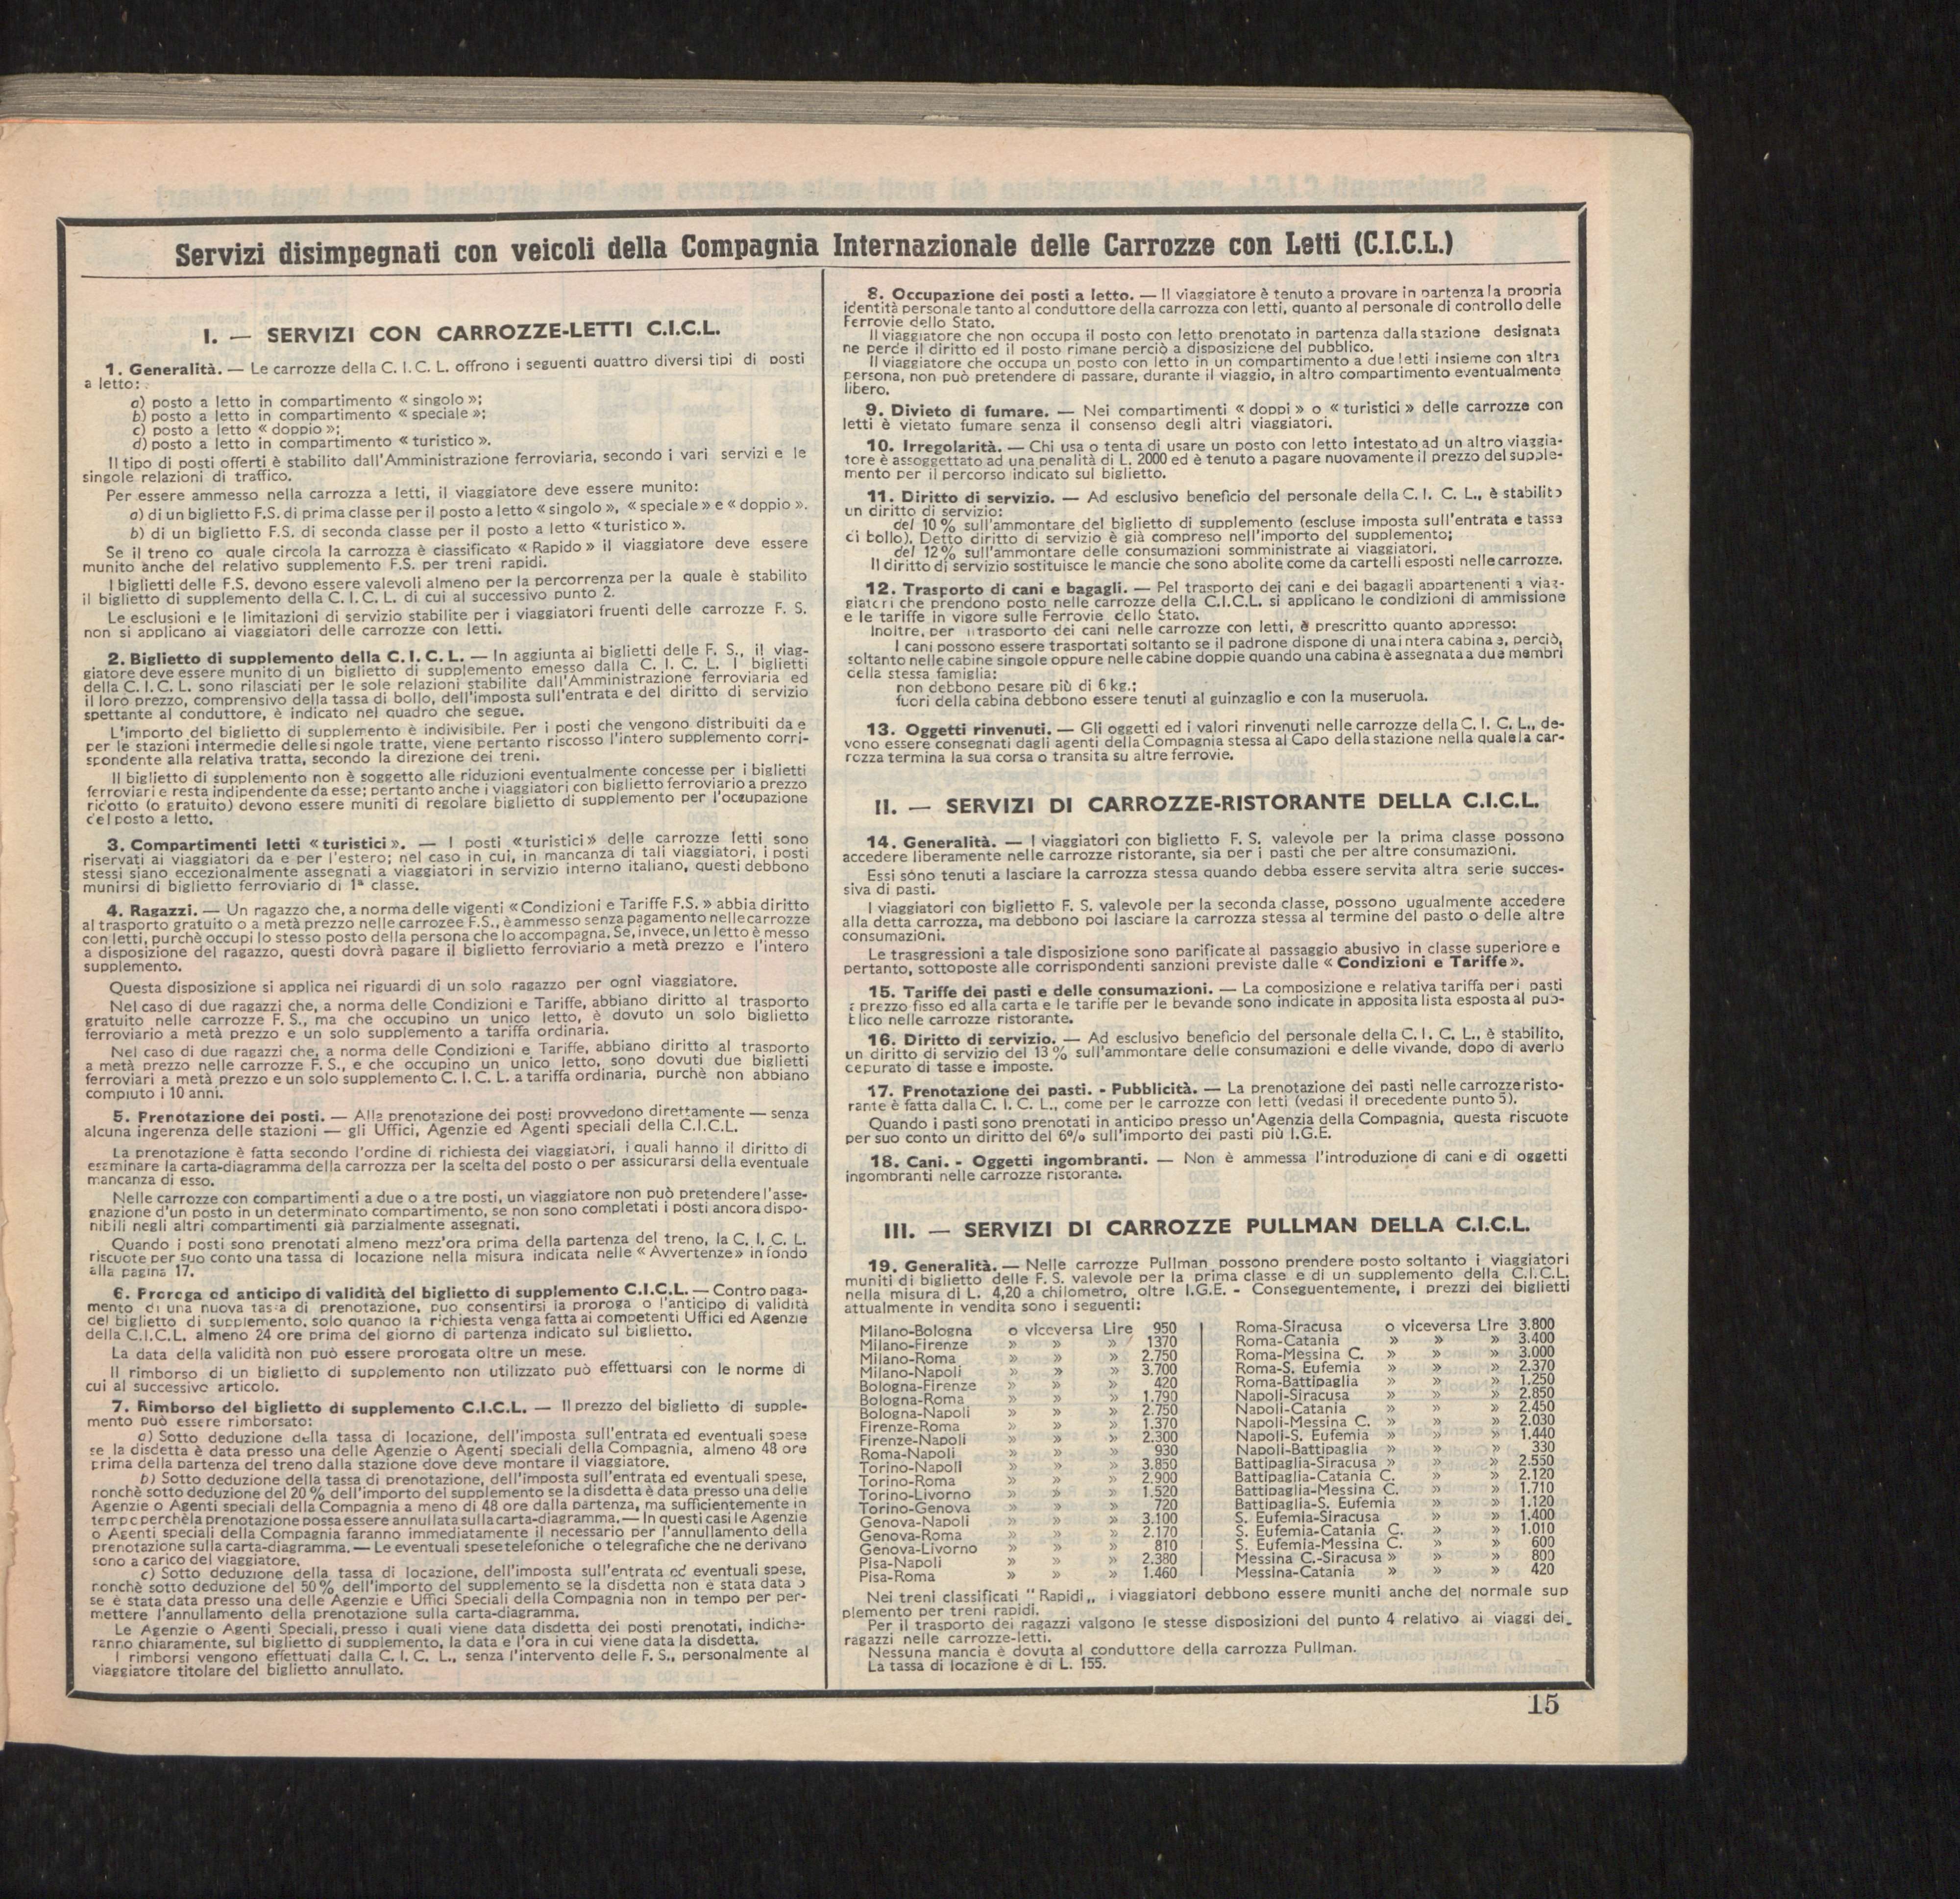 Servizi disimpegnati con veicoli della Compagnia Internazionale delle Carrozze con Letti (C.I.C.L.)
I. — SERVIZI CON CARROZZE-LETTI C.I.C.L.
1. Generalità. — Le carrozze della C. I. C. L. offrono i seguenti quattro diversi tipi di posti
a letto:
a) posto a letto in compartimento « singolo »;
b) posto a letto in compartimento « speciale »;
c) posto a letto « doppio »;
d) posto a letto in compartimento « turistico ».
Il tipo di posti offerti è stabilito dall'Amministrazione ferroviaria, secondo i vari servizi e le
singole relazioni di traffico.
Per essere ammesso nella carrozza a letti, il viaggiatore deve essere munito:
a) di un biglietto F.S. di prima classe per il posto a letto « singolo », « speciale » e « doppio ».
b) di un biglietto F.S. di seconda classe per il posto a letto « turistico ».
Se il treno co quale circola la carrozza è classificato « Rapido » il viaggiatore deve essere
munito anche del relativo supplemento F.S. per treni rapidi.
I biglietti delle F.S. devono essere valevoli almeno per la percorrenza per la quale è stabilito
il biglietto di supplemento della C. I. C. L. di cui al successivo punto 2.
Le esclusioni e le limitazioni di servizio stabilite per i viaggiatori fruenti delle carrozze F. S.
non si applicano ai viaggiatori delle carrozze con letti.
2. Biglietto di supplemento della C. I. C. L. — In aggiunta ai biglietti delle F. S., il viag-
giatore deve essere munito di un biglietto di supplemento emesso dalla C. I. C. L. I biglietti
della C. I. C. L. sono rilasciati per le sole relazioni stabilite dall'Amministrazione ferroviaria ed
il loro prezzo, comprensivo della tassa di bollo, dell'imposta sull'entrata e del diritto di servizio
spettante al conduttore, è indicato nel quadro che segue.
L'importo del biglietto di supplemento è indivisibile. Per i posti che vengono distribuiti da e
per le stazioni intermedie delle singole tratte, viene pertanto riscosso l'intero supplemento corri-
spondente alla relativa tratta, secondo la direzione dei treni.
Il biglietto di supplemento non è soggetto alle riduzioni eventualmente concesse per i biglietti
ferroviari e resta indipendente da esse; pertanto anche i viaggiatori con biglietto ferroviario a prezzo
ridotto (o gratuito) devono essere muniti di regolare biglietto di supplemento per l'occupazione
del posto a letto.
3. Compartimenti letti « turistici ». — I posti « turistici » delle carrozze letti sono
riservati ai viaggiatori da e per l'estero; nel caso in cui, in mancanza di tali viaggiatori, i posti
stessi siano eccezionalmente assegnati a viaggiatori in servizio interno italiano, questi debbono
munirsi di biglietto ferroviario di 1ª classe.
4. Ragazzi. — Un ragazzo che, a norma delle vigenti « Condizioni e Tariffe F.S. » abbia diritto
al trasporto gratuito o a metà prezzo nelle carrozee F.S., è ammesso senza pagamento nelle carrozze
con letti, purchè occupi lo stesso posto della persona che lo accompagna. Se, invece, un letto è messo
a disposizione del ragazzo, questi dovrà pagare il biglietto ferroviario a metà prezzo e l'intero
supplemento.
Questa disposizione si applica nei riguardi di un solo ragazzo per ogni viaggiatore.
Nel caso di due ragazzi che, a norma delle Condizioni e Tariffe, abbiano diritto al trasporto
gratuito nelle carrozze F. S., ma che occupino un unico letto, è dovuto un solo biglietto
ferroviario a metà prezzo e un solo supplemento a tariffa ordinaria.
Nel caso di due ragazzi che, a norma delle Condizioni e Tariffe, abbiano diritto al trasporto
a metà prezzo nelle carrozze F. S., e che occupino un unico letto, sono dovuti due biglietti
ferroviari a metà prezzo e un solo supplemento C. I. C. L. a tariffa ordinaria, purchè non abbiano
compiuto i 10 anni.
5. Prenotazione dei posti. — Alla prenotazione dei posti provvedono direttamente — senza
alcuna ingerenza delle stazioni — gli Uffici, Agenzie ed Agenti speciali della C.I.C.L.
La prenotazione è fatta secondo l'ordine di richiesta dei viaggiatori, i quali hanno il diritto di
esaminare la carta-diagramma della carrozza per la scelta del posto o per assicurarsi della eventuale
mancanza di esso.
Nelle carrozze con compartimenti a due o a tre posti, un viaggiatore non può pretendere l'asse-
gnazione d'un posto in un determinato compartimento, se non sono completati i posti ancora dispo-
nibili negli altri compartimenti già parzialmente assegnati.
Quando i posti sono prenotati almeno mezz'ora prima della partenza del treno, la C. I. C. L.
riscuote per suo conto una tassa di locazione nella misura indicata nelle « Avvertenze » in fondo
alla pagina 17.
6. Proroga ed anticipo di validità del biglietto di supplemento C.I.C.L. — Contro paga-
mento di una nuova tassa di prenotazione, può consentirsi la proroga o l'anticipo di validità
del biglietto di supplemento, solo quando la richiesta venga fatta ai competenti Uffici ed Agenzie
della C.I.C.L. almeno 24 ore prima del giorno di partenza indicato sul biglietto.
La data della validità non può essere prorogata oltre un mese.
Il rimborso di un biglietto di supplemento non utilizzato può effettuarsi con le norme di
cui al successivo articolo.
7. Rimborso del biglietto di supplemento C.I.C.L. — Il prezzo del biglietto di supple-
mento può essere rimborsato:
a) Sotto deduzione della tassa di locazione, dell'imposta sull'entrata ed eventuali spese
se la disdetta è data presso una delle Agenzie o Agenti speciali della Compagnia, almeno 48 ore
prima della partenza del treno dalla stazione dove deve montare il viaggiatore.
b) Sotto deduzione della tassa di prenotazione, dell'imposta sull'entrata ed eventuali spese,
nonchè sotto deduzione del 20 % dell'importo del supplemento se la disdetta è data presso una delle
Agenzie o Agenti speciali della Compagnia a meno di 48 ore dalla partenza, ma sufficientemente in
tempo perchè la prenotazione possa essere annullata sulla carta-diagramma. — In questi casi le Agenzie
o Agenti speciali della Compagnia faranno immediatamente il necessario per l'annullamento della
prenotazione sulla carta-diagramma. — Le eventuali spese telefoniche o telegrafiche che ne derivano
sono a carico del viaggiatore.
c) Sotto deduzione della tassa di locazione, dell'imposta sull'entrata ed eventuali spese,
nonchè sotto deduzione del 50 % dell'importo del supplemento se la disdetta non è stata data o
se è stata data presso una delle Agenzie e Uffici Speciali della Compagnia non in tempo per per-
mettere l'annullamento della prenotazione sulla carta-diagramma.
Le Agenzie o Agenti Speciali, presso i quali viene data disdetta dei posti prenotati, indiche-
ranno chiaramente, sul biglietto di supplemento, la data e l'ora in cui viene data la disdetta.
I rimborsi vengono effettuati dalla C. I. C. L., senza l'intervento delle F. S., personalmente al
viaggiatore titolare del biglietto annullato.
8. Occupazione dei posti a letto. — Il viaggiatore è tenuto a provare in partenza la propria
identità personale tanto al conduttore della carrozza con letti, quanto al personale di controllo delle
Ferrovie dello Stato.
Il viaggiatore che non occupa il posto con letto prenotato in partenza dalla stazione designata
ne perde il diritto ed il posto rimane perciò a disposizione del pubblico.
Il viaggiatore che occupa un posto con letto in un compartimento a due letti insieme con altra
persona, non può pretendere di passare, durante il viaggio, in altro compartimento eventualmente
libero.
9. Divieto di fumare. — Nei compartimenti « doppi » o « turistici » delle carrozze con
letti è vietato fumare senza il consenso degli altri viaggiatori.
10. Irregolarità. — Chi usa o tenta di usare un posto con letto intestato ad un altro viaggia-
tore è assoggettato ad una penalità di L. 2000 ed è tenuto a pagare nuovamente il prezzo del supple-
mento per il percorso indicato sul biglietto.
11. Diritto di servizio. — Ad esclusivo beneficio del personale della C. I. C. L., è stabilito
un diritto di servizio:
del 10 % sull'ammontare del biglietto di supplemento (escluse imposta sull'entrata e tassa
di bollo). Detto diritto di servizio è già compreso nell'importo del supplemento;
del 12 % sull'ammontare delle consumazioni somministrate ai viaggiatori.
Il diritto di servizio sostituisce le mancie che sono abolite come da cartelli esposti nelle carrozze.
12. Trasporto di cani e bagagli. — Pel trasporto dei cani e dei bagagli appartenenti a viag-
giatori che prendono posto nelle carrozze della C.I.C.L. si applicano le condizioni di ammissione
e le tariffe in vigore sulle Ferrovie dello Stato.
Inoltre, per il trasporto dei cani nelle carrozze con letti, è prescritto quanto appresso:
I cani possono essere trasportati soltanto se il padrone dispone di una intera cabina e, perciò,
soltanto nelle cabine singole oppure nelle cabine doppie quando una cabina è assegnata a due membri
della stessa famiglia:
non debbono pesare più di 6 kg.;
fuori della cabina debbono essere tenuti al guinzaglio e con la museruola.
13. Oggetti rinvenuti. — Gli oggetti ed i valori rinvenuti nelle carrozze della C. I. C. L., de-
vono essere consegnati dagli agenti della Compagnia stessa al Capo della stazione nella quale la car-
rozza termina la sua corsa o transita su altre ferrovie.
II. — SERVIZI DI CARROZZE-RISTORANTE DELLA C.I.C.L.
14. Generalità. — I viaggiatori con biglietto F. S. valevole per la prima classe possono
accedere liberamente nelle carrozze ristorante, sia per i pasti che per altre consumazioni.
Essi sono tenuti a lasciare la carrozza stessa quando debba essere servita altra serie succes-
siva di pasti.
I viaggiatori con biglietto F. S. valevole per la seconda classe, possono ugualmente accedere
alla detta carrozza, ma debbono poi lasciare la carrozza stessa al termine del pasto o delle altre
consumazioni.
Le trasgressioni a tale disposizione sono parificate al passaggio abusivo in classe superiore e
pertanto, sottoposte alle corrispondenti sanzioni previste dalle « Condizioni e Tariffe ».
15. Tariffe dei pasti e delle consumazioni. — La composizione e relativa tariffa per i pasti
a prezzo fisso ed alla carta e le tariffe per le bevande sono indicate in apposita lista esposta al pub-
blico nelle carrozze ristorante.
16. Diritto di servizio. — Ad esclusivo beneficio del personale della C. I. C. L., è stabilito,
un diritto di servizio del 13 % sull'ammontare delle consumazioni e delle vivande, dopo di averlo
depurato di tasse e imposte.
17. Prenotazione dei pasti. - Pubblicità. — La prenotazione dei pasti nelle carrozze risto-
rante è fatta dalla C. I. C. L., come per le carrozze con letti (vedasi il precedente punto 5).
Quando i pasti sono prenotati in anticipo presso un'Agenzia della Compagnia, questa riscuote
per suo conto un diritto del 6% sull'importo dei pasti più I.G.E.
18. Cani. - Oggetti ingombranti. — Non è ammessa l'introduzione di cani e di oggetti
ingombranti nelle carrozze ristorante.
III. — SERVIZI DI CARROZZE PULLMAN DELLA C.I.C.L.
19. Generalità. — Nelle carrozze Pullman possono prendere posto soltanto i viaggiatori
muniti di biglietto delle F. S. valevole per la prima classe e di un supplemento della C.I.C.L.
nella misura di L. 4,20 a chilometro, oltre I.G.E. - Conseguentemente, i prezzi dei biglietti
attualmente in vendita sono i seguenti:
Milano-Bologna o viceversa Lire 950
Milano-Firenze » » » 1370
Milano-Roma » » » 2.750
Milano-Napoli » » » 3.700
Bologna-Firenze » » » 420
Bologna-Roma » » » 1.790
Bologna-Napoli » » » 2.750
Firenze-Roma » » » 1.370
Firenze-Napoli » » » 2.300
Roma-Napoli » » » 930
Torino-Napoli » » » 3.850
Torino-Roma » » » 2.900
Torino-Livorno » » » 1.520
Torino-Genova » » » 720
Genova-Napoli » » » 3.100
Genova-Roma » » » 2.170
Genova-Livorno » » » 810
Pisa-Napoli » » » 2.380
Pisa-Roma » » » 1.460
Roma-Siracusa o viceversa Lire 3.800
Roma-Catania » » » 3.400
Roma-Messina C. » » » 3.000
Roma-S. Eufemia » » » 2.370
Roma-Battipaglia » » » 1.250
Napoli-Siracusa » » » 2.850
Napoli-Catania » » » 2.450
Napoli-Messina C. » » » 2.030
Napoli-S. Eufemia » » » 1.440
Napoli-Battipaglia » » » 330
Battipaglia-Siracusa » » » 2.550
Battipaglia-Catania C. » » 2.120
Battipaglia-Messina C. » » 1.710
Battipaglia-S. Eufemia » » 1.120
S. Eufemia-Siracusa » » 1.400
S. Eufemia-Catania C. » » 1.010
S. Eufemia-Messina C. » » 600
Messina C.-Siracusa » » » 800
Messina-Catania » » » 420
Nei treni classificati "Rapidi„ i viaggiatori debbono essere muniti anche del normale sup
plemento per treni rapidi.
Per il trasporto dei ragazzi valgono le stesse disposizioni del punto 4 relativo ai viaggi dei
ragazzi nelle carrozze-letti.
Nessuna mancia è dovuta al conduttore della carrozza Pullman.
La tassa di locazione è di L. 155.
15